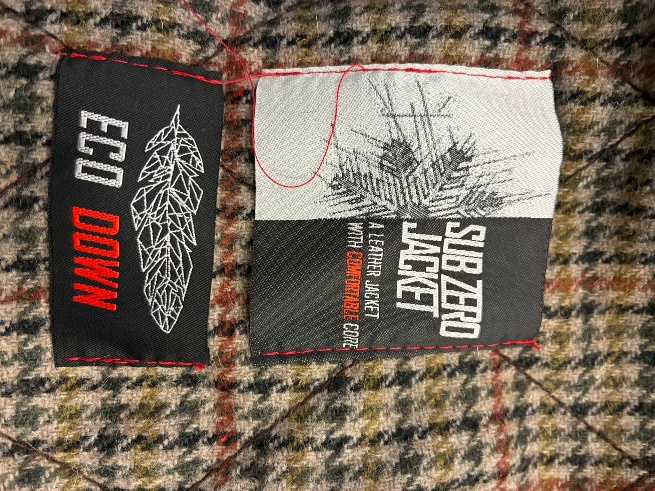 SUB ZERO
JACKET
A LEATHER JACKET
WITH COMFORTABLE CORE
ECO DOWN